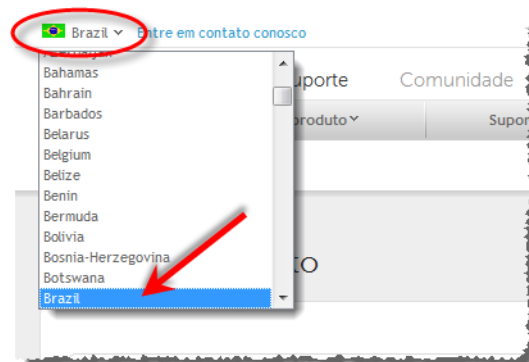 Brazil Entre em contato conosco
Bahamas
Bahrain
Barbados
Belarus
Belgium
Belize
Benin
Bermuda
Bolivia
Bosnia-Herzegovina
Botswana
Brazil
uporte Comunidade
produto Supor
to